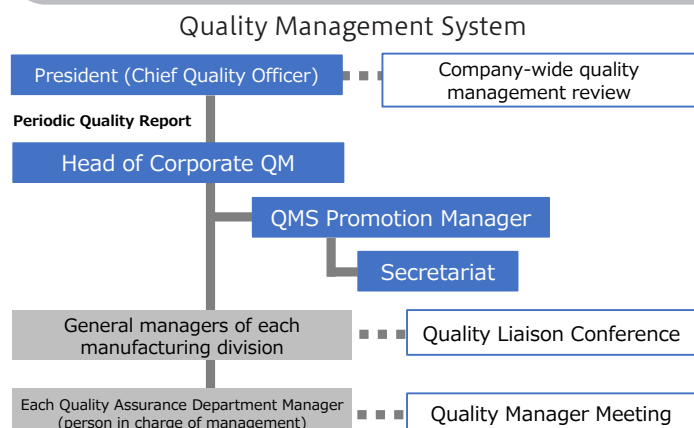 Quality Management System
President (Chief Quality Officer)
Company-wide quality
management review
Periodic Quality Report
Head of Corporate QM
QMS Promotion Manager
Secretariat
General managers of each
manufacturing division
Quality Liaison Conference
Each Quality Assurance Department Manager
(person in charge of management)
Quality Manager Meeting